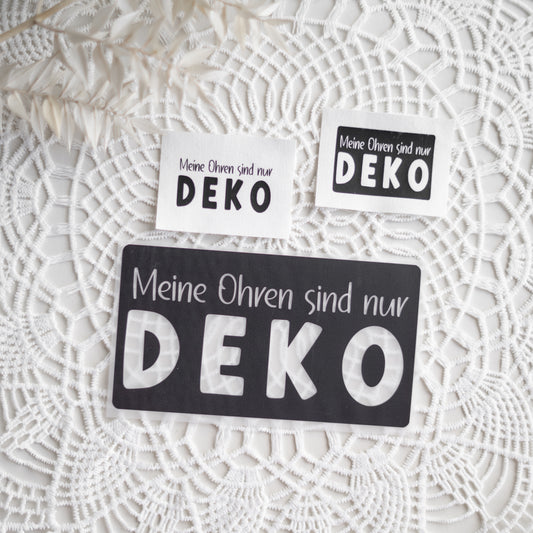 Meine Ohren sind nur
DEKO
Meine Ohren sind nur
DEKO
Meine Ohren sind nur
DEKO